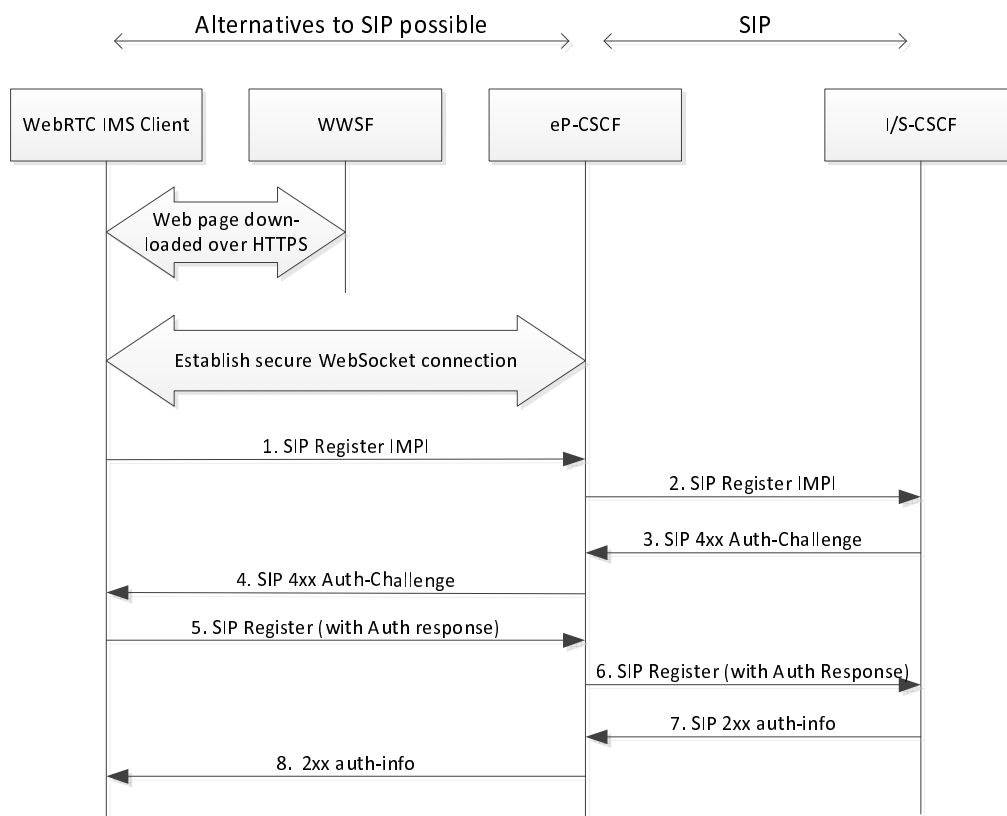 Alternatives to SIP possible
SIP
WebRTC IMS Client
WWSF
eP-CSCF
I/S-CSCF
Web page down-
loaded over HTTPS
Establish secure WebSocket connection
1. SIP Register IMPI
2. SIP Register IMPI
3. SIP 4xx Auth-Challenge
4. SIP 4xx Auth-Challenge
5. SIP Register (with Auth response)
6. SIP Register (with Auth Response)
7. SIP 2xx auth-info
8. 2xx auth-info